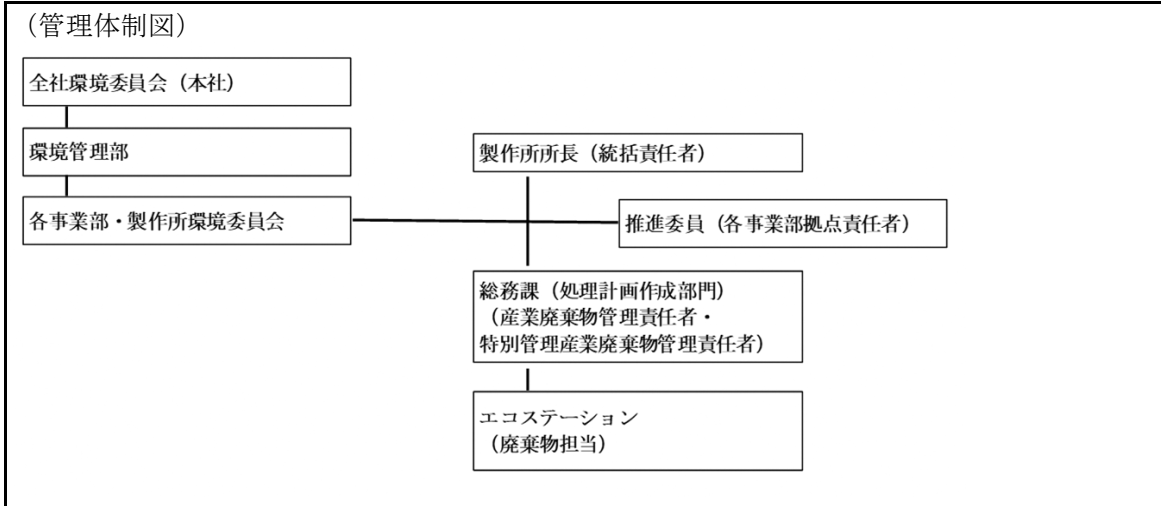 （管理体制図）
全社環境委員会（本社）
環境管理部
製作所所長（統括責任者）
各事業部・製作所環境委員会
推進委員（各事業部拠点責任者）
総務課（処理計画作成部門）
（産業廃棄物管理責任者・
特別管理産業廃棄物管理責任者）
エコステーション
（廃棄物担当）